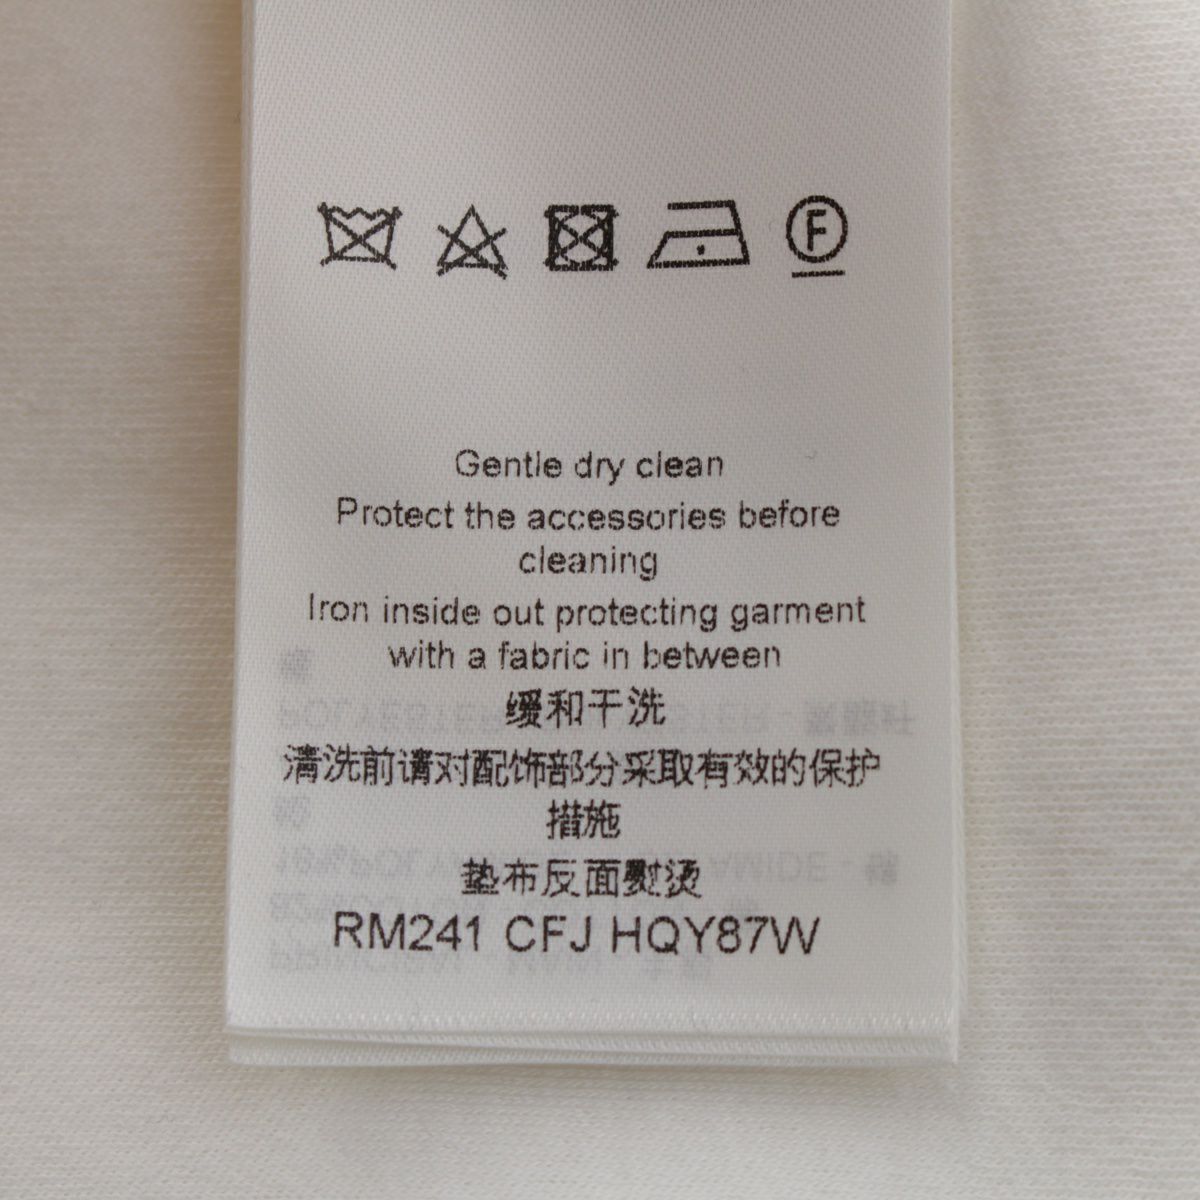 F
Gentle dry clean
Protect the accessories before
cleaning
Iron inside out protecting garment
with a fabric in between
缓和干洗
清洗前请对配饰部分采取有效的保护
措施
垫布反面熨烫
RM241 CFJ HQY87W